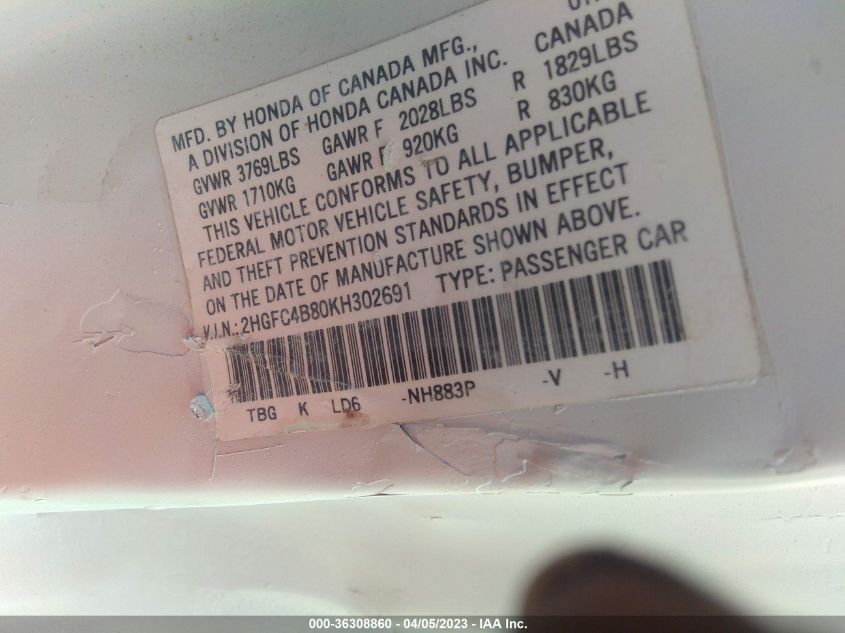 CANADA
MFD. BY HONDA OF CANADA MFG.,
A DIVISION OF HONDA CANADA INC.
GVWR 3769LBS GAWR F 2028LBS R 1829LBS
GVWR 1710KG GAWR F 920KG R 830KG
THIS VEHICLE CONFORMS TO ALL APPLICABLE
FEDERAL MOTOR VEHICLE SAFETY, BUMPER,
AND THEFT PREVENTION STANDARDS IN EFFECT
ON THE DATE OF MANUFACTURE SHOWN ABOVE.
V.I.N.: 2HGFC4B80KH302691 TYPE: PASSENGER CAR
TBG K LD6 -NH883P -V -H
000-36308860 - 04/05/2023 - IAA Inc.